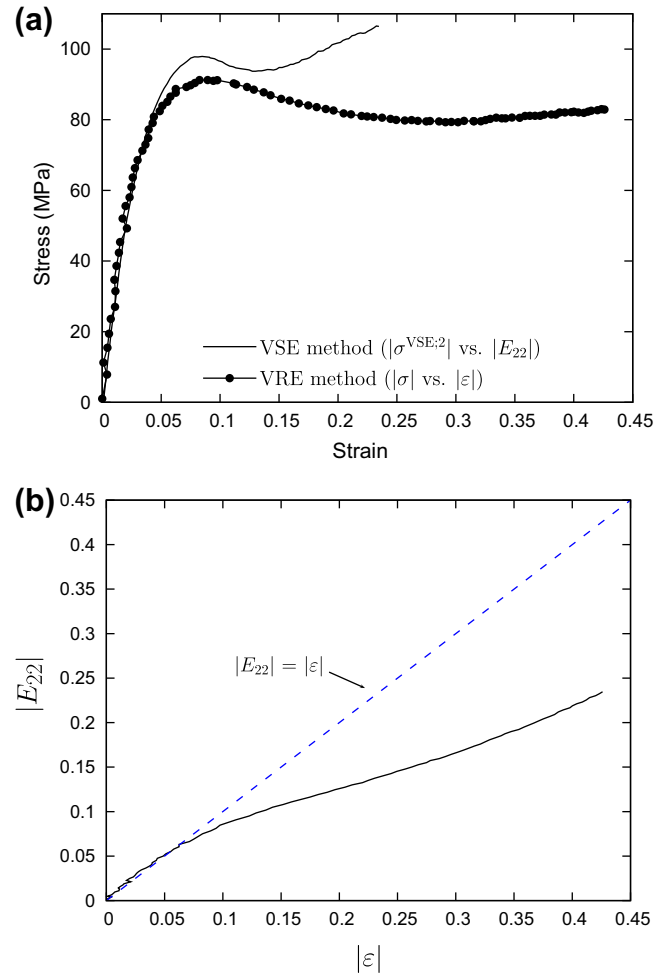 (a)
100
80
60
40
20
0
Stress (MPa)
VSE method (|σ^VSE;2| vs. |E₂₂|)
VRE method (|σ| vs. |ε|)
0 0.05 0.1 0.15 0.2 0.25 0.3 0.35 0.4 0.45
Strain
(b)
0.45
0.4
0.35
0.3
0.25
0.2
0.15
0.1
0.05
0
|E₂₂|
|E₂₂| = |ε|
0 0.05 0.1 0.15 0.2 0.25 0.3 0.35 0.4 0.45
|ε|